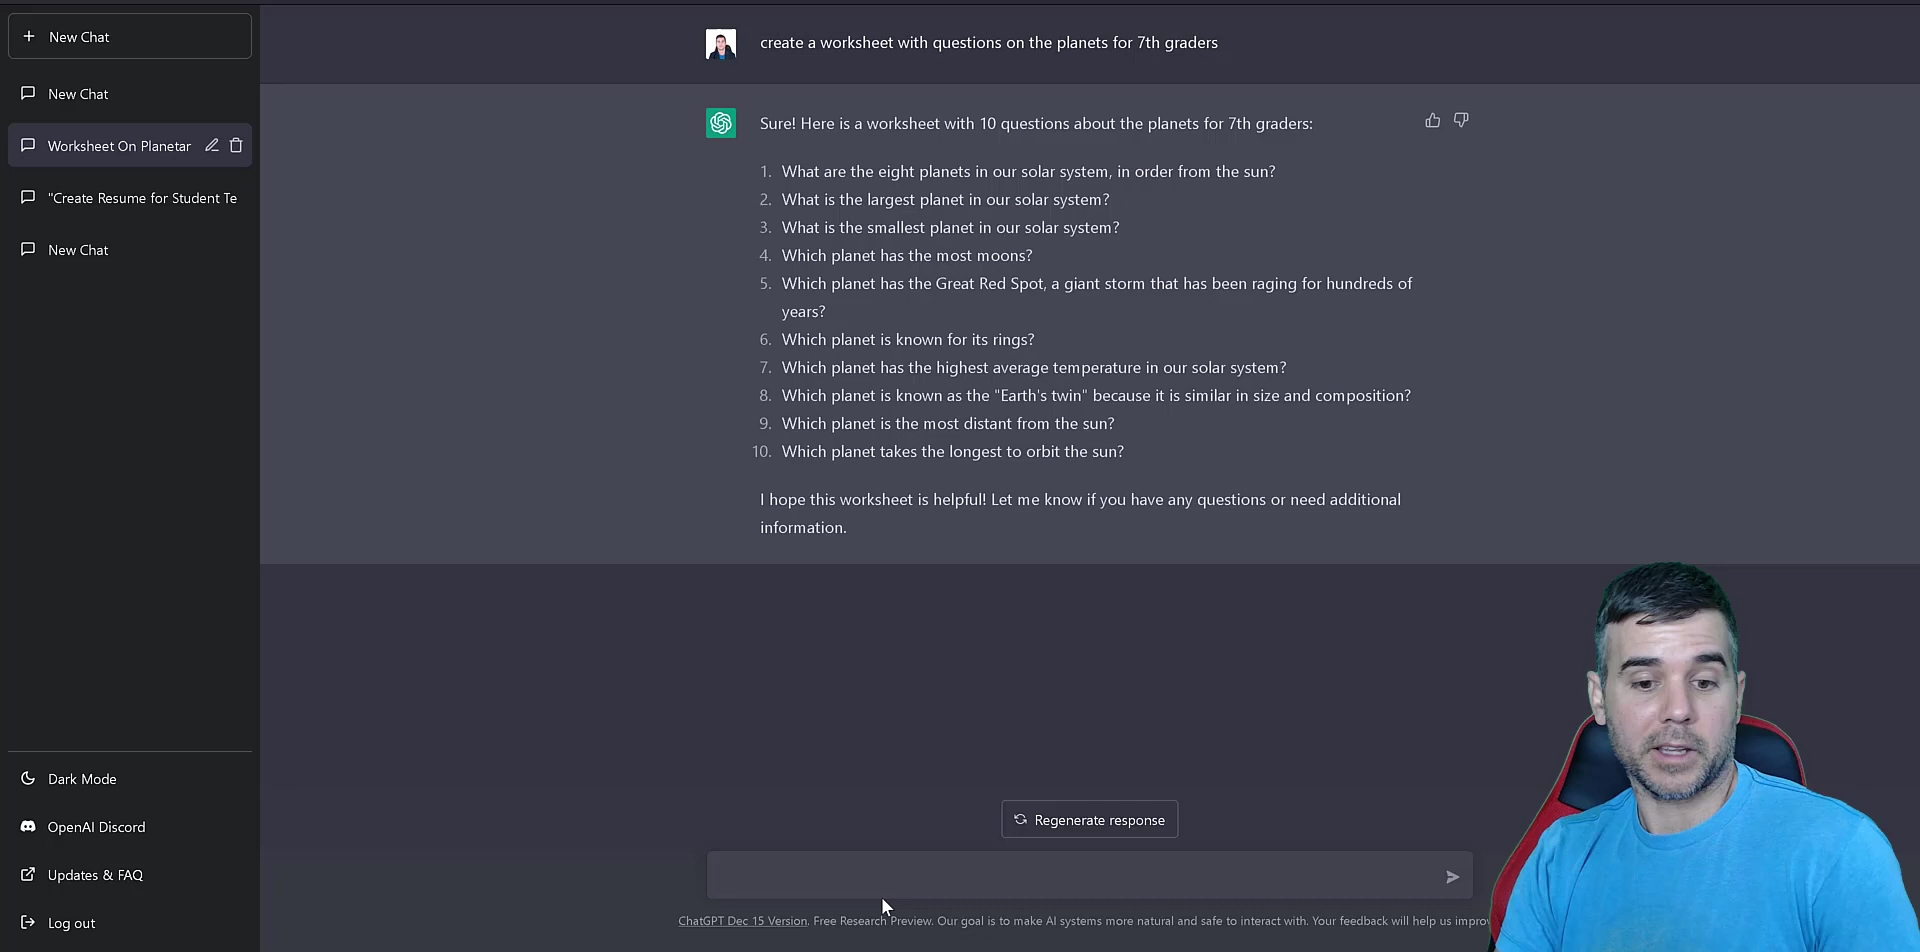 New Chat
New Chat
Worksheet On Planetar
"Create Resume for Student Te
New Chat
Dark Mode
OpenAI Discord
Updates & FAQ
Log out
create a worksheet with questions on the planets for 7th graders
Sure! Here is a worksheet with 10 questions about the planets for 7th graders:
1. What are the eight planets in our solar system, in order from the sun?
2. What is the largest planet in our solar system?
3. What is the smallest planet in our solar system?
4. Which planet has the most moons?
5. Which planet has the Great Red Spot, a giant storm that has been raging for hundreds of
years?
6. Which planet is known for its rings?
7. Which planet has the highest average temperature in our solar system?
8. Which planet is known as the "Earth's twin" because it is similar in size and composition?
9. Which planet is the most distant from the sun?
10. Which planet takes the longest to orbit the sun?
I hope this worksheet is helpful! Let me know if you have any questions or need additional
information.
Regenerate response
ChatGPT Dec 15 Version. Free Research Preview. Our goal is to make AI systems more natural and safe to interact with. Your feedback will help us improv